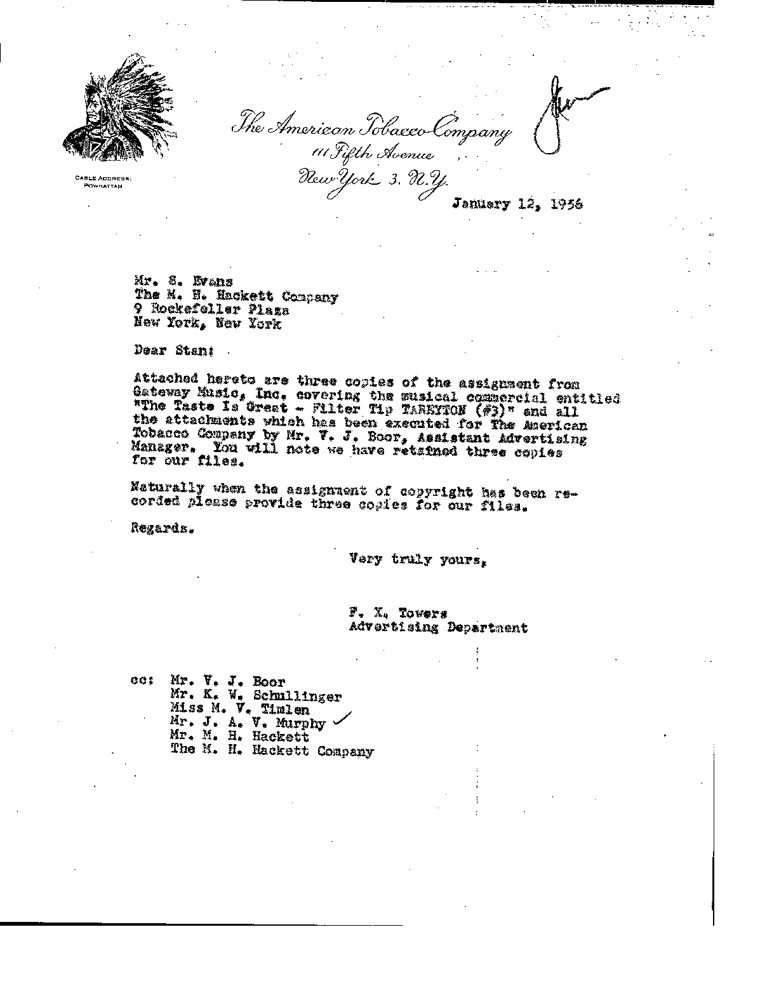 The American Tobacco Company
111 Fifth Avenue
New York 3, N.Y.
CABLE ADDRESS:
POWHATTAN
January 12, 1956
Mr. S. Evans
The M. H. Hackett Company
9 Rockefeller Plaza
New York, New York
Dear Stan:
Attached hereto are three copies of the assignment from
Gateway Music, Inc. covering the musical commercial entitled
"The Taste Is Great - Filter Tip TAREYTON (#3)" and all
the attachments which has been executed for The American
Tobacco Company by Mr. V. J. Boor, Assistant Advertising
Manager. You will note we have retained three copies
for our files.
Naturally when the assignment of copyright has been re-
corded please provide three copies for our files.
Regards.
Very truly yours,
F. X. Towers
Advertising Department
cc: Mr. V. J. Boor
Mr. K. W. Schullinger
Miss M. V. Timlen
Mr. J. A. V. Murphy
Mr. M. H. Hackett
The M. H. Hackett Company